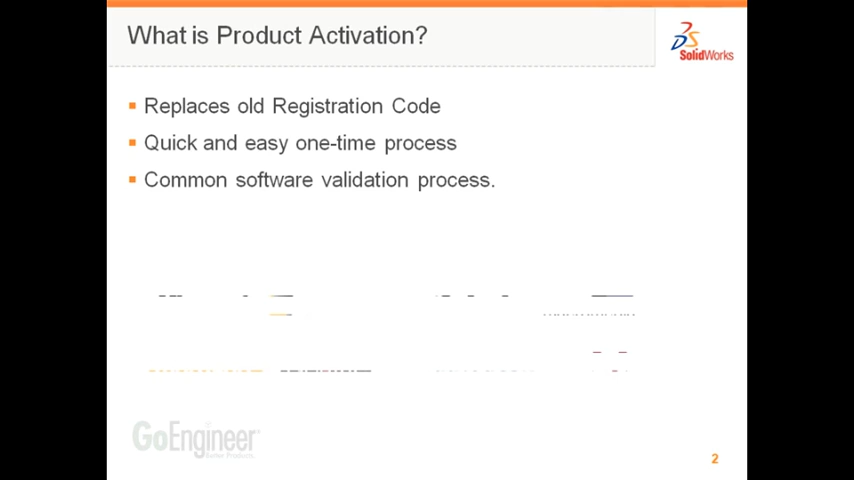 What is Product Activation?
SolidWorks
Replaces old Registration Code
Quick and easy one-time process
Common software validation process.
GoEngineer
2